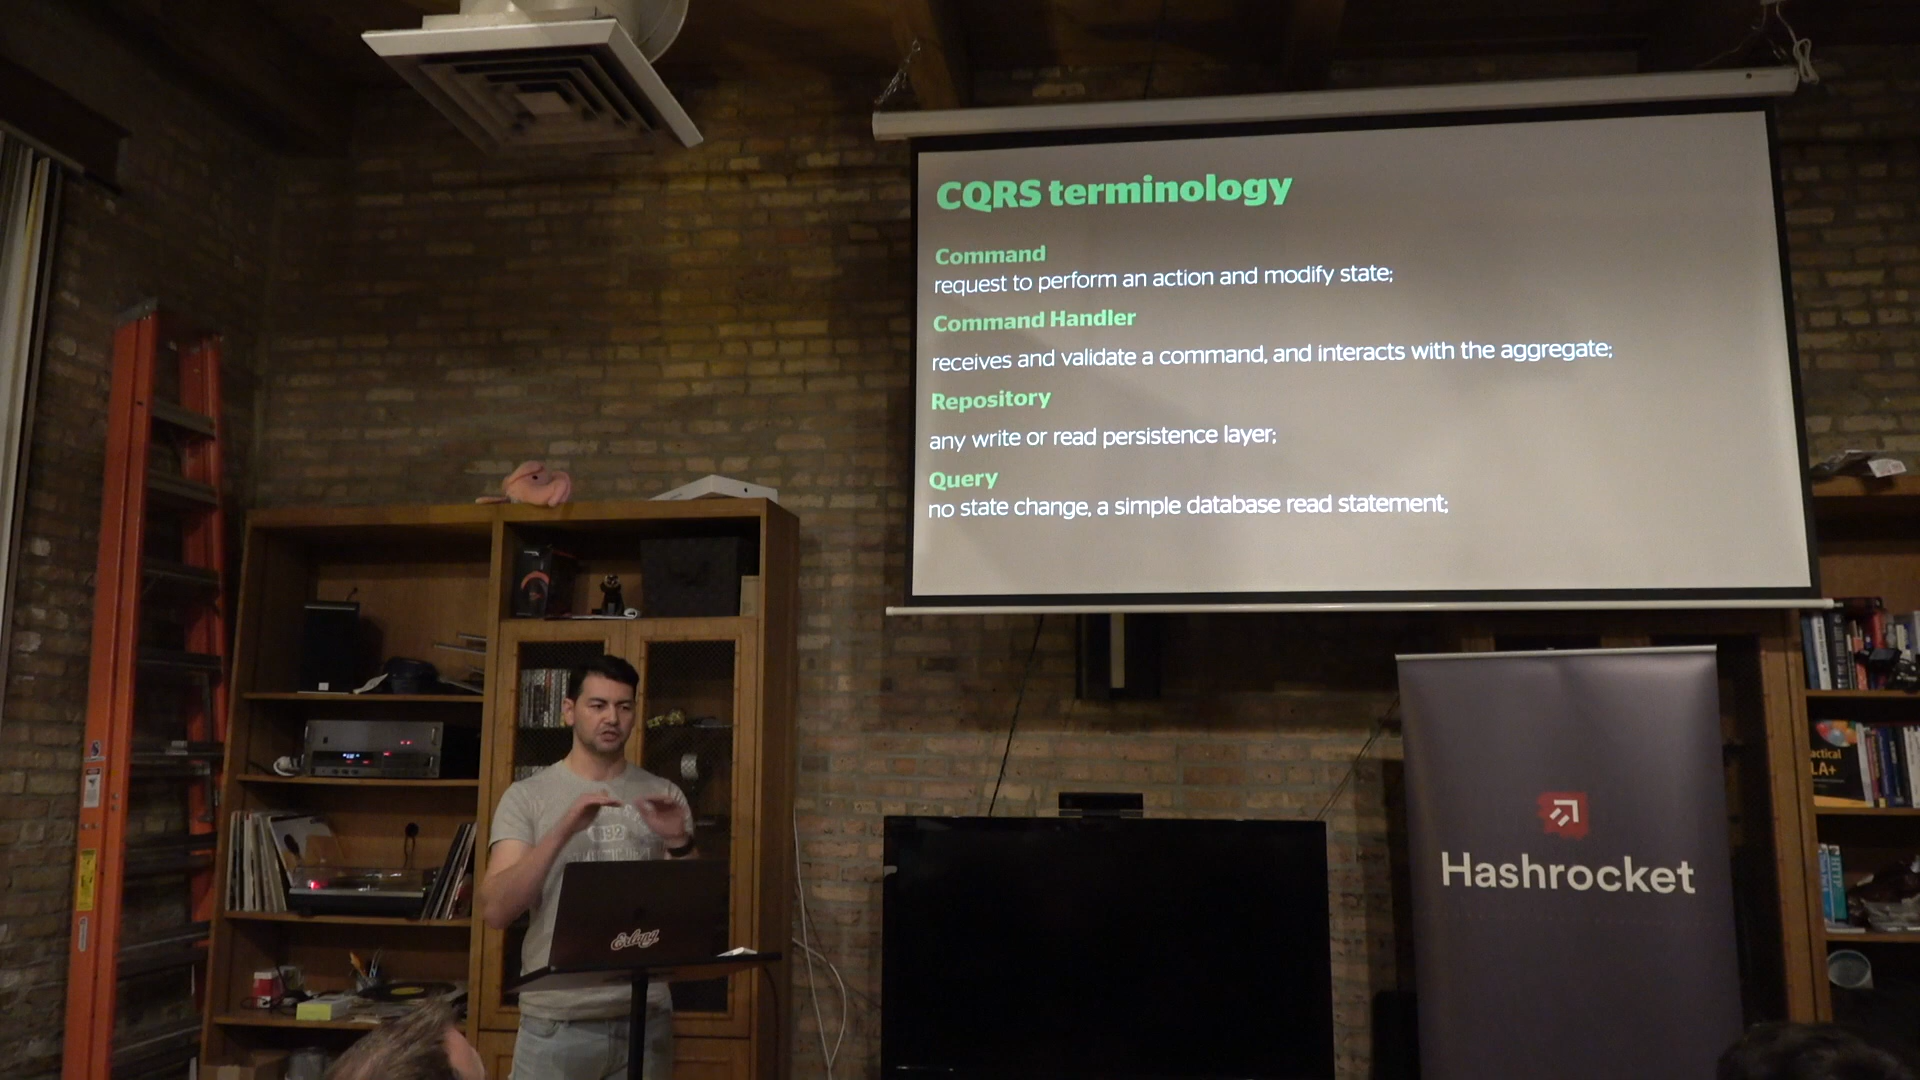 CQRS terminology
Command
request to perform an action and modify state;
Command Handler
receives and validate a command, and interacts with the aggregate;
Repository
any write or read persistence layer;
Query
no state change, a simple database read statement;
Hashrocket
Erlang
LA+